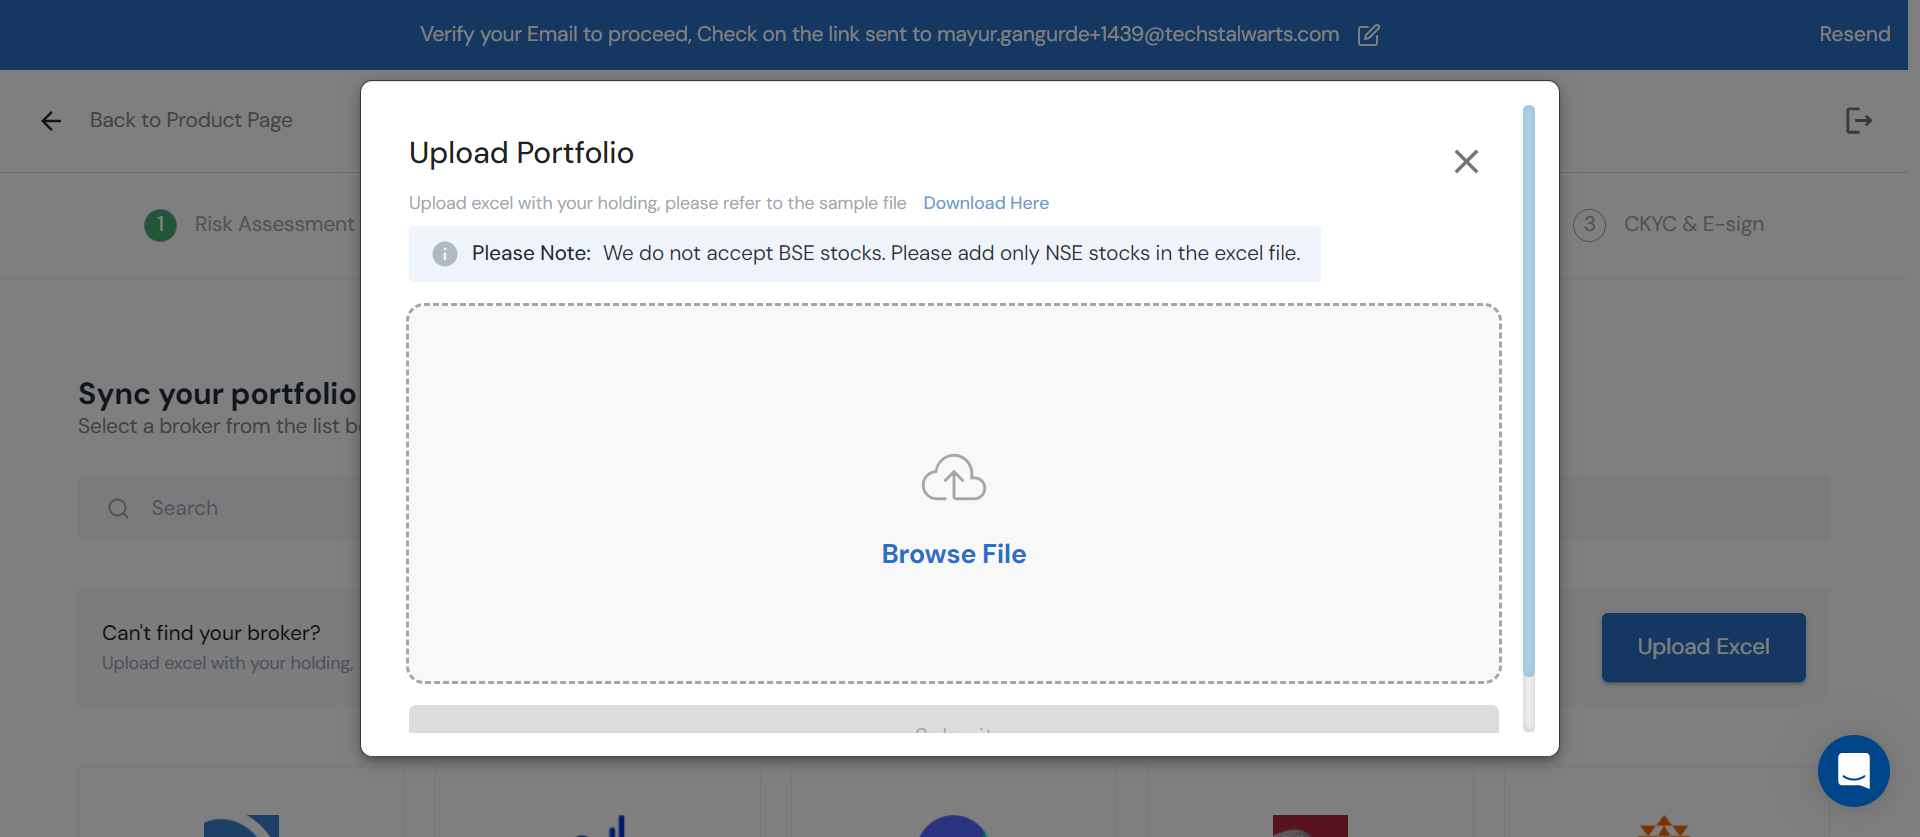 Verify your Email to proceed, Check on the link sent to mayur.gangurde+1439@techstalwarts.com
Resend
Back to Product Page
1 Risk Assessment
3 CKYC & E-sign
Upload Portfolio
Upload excel with your holding, please refer to the sample file Download Here
Please Note: We do not accept BSE stocks. Please add only NSE stocks in the excel file.
Browse File
Submit
Sync your portfolio
Select a broker from the list
Search
Can't find your broker?
Upload excel with your holding,
Upload Excel